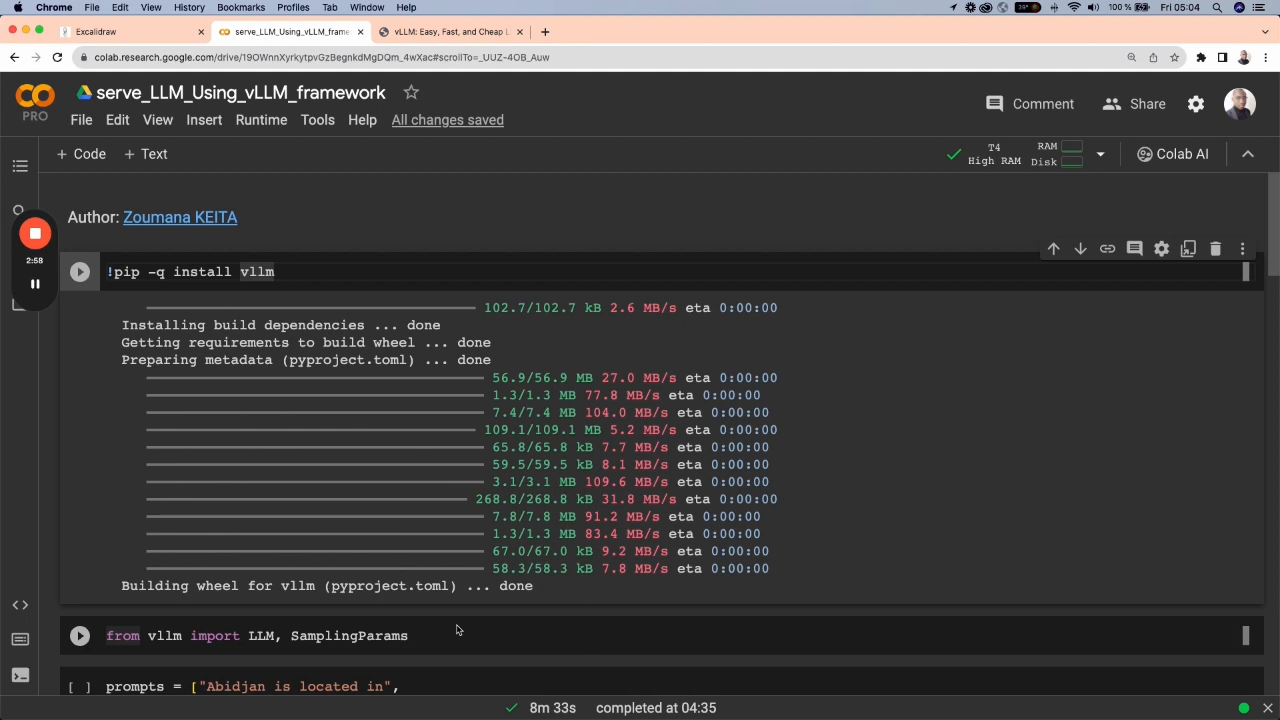 Chrome File Edit View History Bookmarks Profiles Tab Window Help 39° 100 % Fri 05:04
Excalidraw serve_LLM_Using_vLLM_frame vLLM: Easy, Fast, and Cheap L
colab.research.google.com/drive/19OWnnXyrkytpvGzBegnkdMgDQm_4wXac#scrollTo=_UUZ-4OB_Auw
serve_LLM_Using_vLLM_framework
PRO
Comment Share
File Edit View Insert Runtime Tools Help All changes saved
+ Code + Text T4 High RAM RAM Disk Colab AI
Author: Zoumana KEITA
2:58
!pip -q install vllm
102.7/102.7 kB 2.6 MB/s eta 0:00:00
Installing build dependencies ... done
Getting requirements to build wheel ... done
Preparing metadata (pyproject.toml) ... done
56.9/56.9 MB 27.0 MB/s eta 0:00:00
1.3/1.3 MB 77.8 MB/s eta 0:00:00
7.4/7.4 MB 104.0 MB/s eta 0:00:00
109.1/109.1 MB 5.2 MB/s eta 0:00:00
65.8/65.8 kB 7.7 MB/s eta 0:00:00
59.5/59.5 kB 8.1 MB/s eta 0:00:00
3.1/3.1 MB 109.6 MB/s eta 0:00:00
268.8/268.8 kB 31.8 MB/s eta 0:00:00
7.8/7.8 MB 91.2 MB/s eta 0:00:00
1.3/1.3 MB 83.4 MB/s eta 0:00:00
67.0/67.0 kB 9.2 MB/s eta 0:00:00
58.3/58.3 kB 7.8 MB/s eta 0:00:00
Building wheel for vllm (pyproject.toml) ... done
from vllm import LLM, SamplingParams
[ ] prompts = ["Abidjan is located in",
8m 33s completed at 04:35